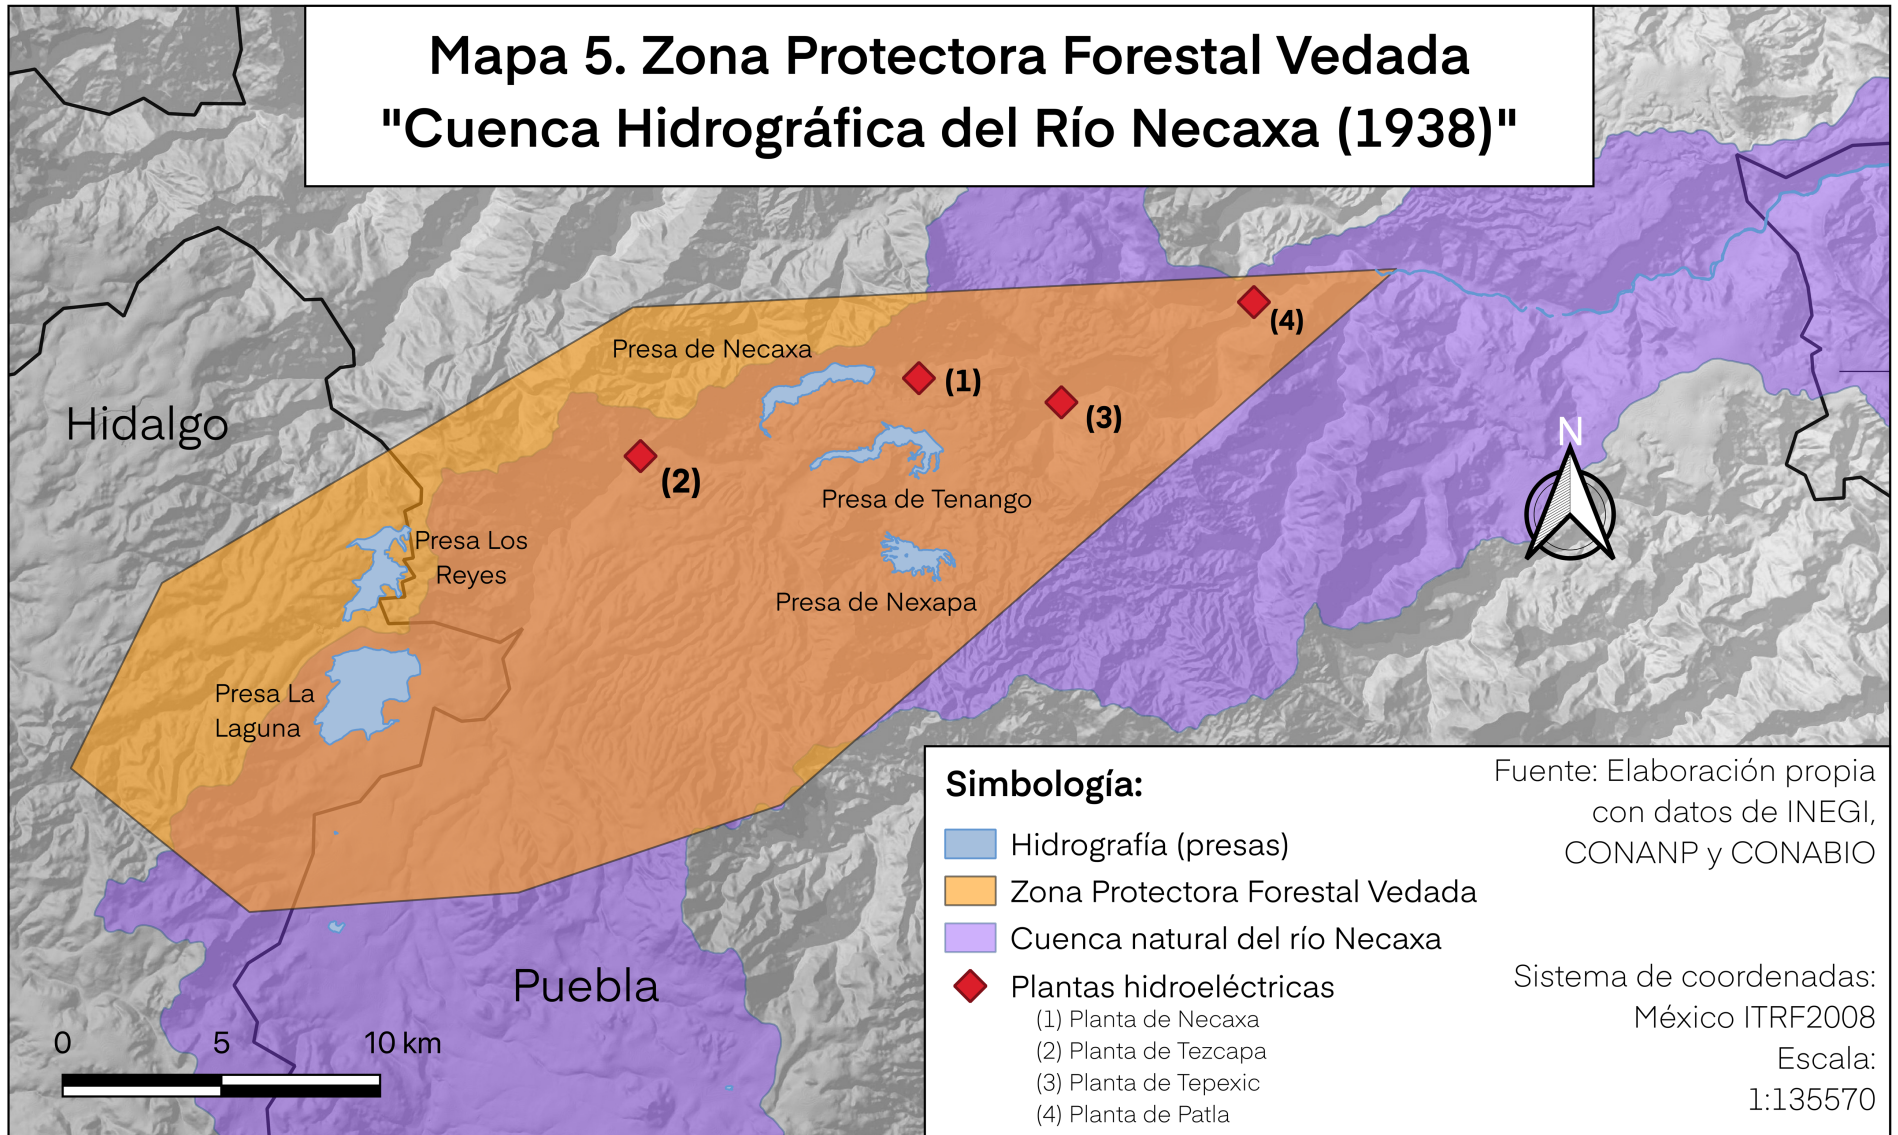 Mapa 5. Zona Protectora Forestal Vedada
"Cuenca Hidrográfica del Río Necaxa (1938)"
(4)
Presa de Necaxa
(1)
(3)
Hidalgo
N
(2)
Presa de Tenango
Presa Los
Reyes
Presa de Nexapa
Presa La
Laguna
Puebla
0 5 10 km
Simbología:
Hidrografía (presas)
Zona Protectora Forestal Vedada
Cuenca natural del río Necaxa
Plantas hidroeléctricas
(1) Planta de Necaxa
(2) Planta de Tezcapa
(3) Planta de Tepexic
(4) Planta de Patla
Fuente: Elaboración propia
con datos de INEGI,
CONANP y CONABIO
Sistema de coordenadas:
México ITRF2008
Escala:
1:135570